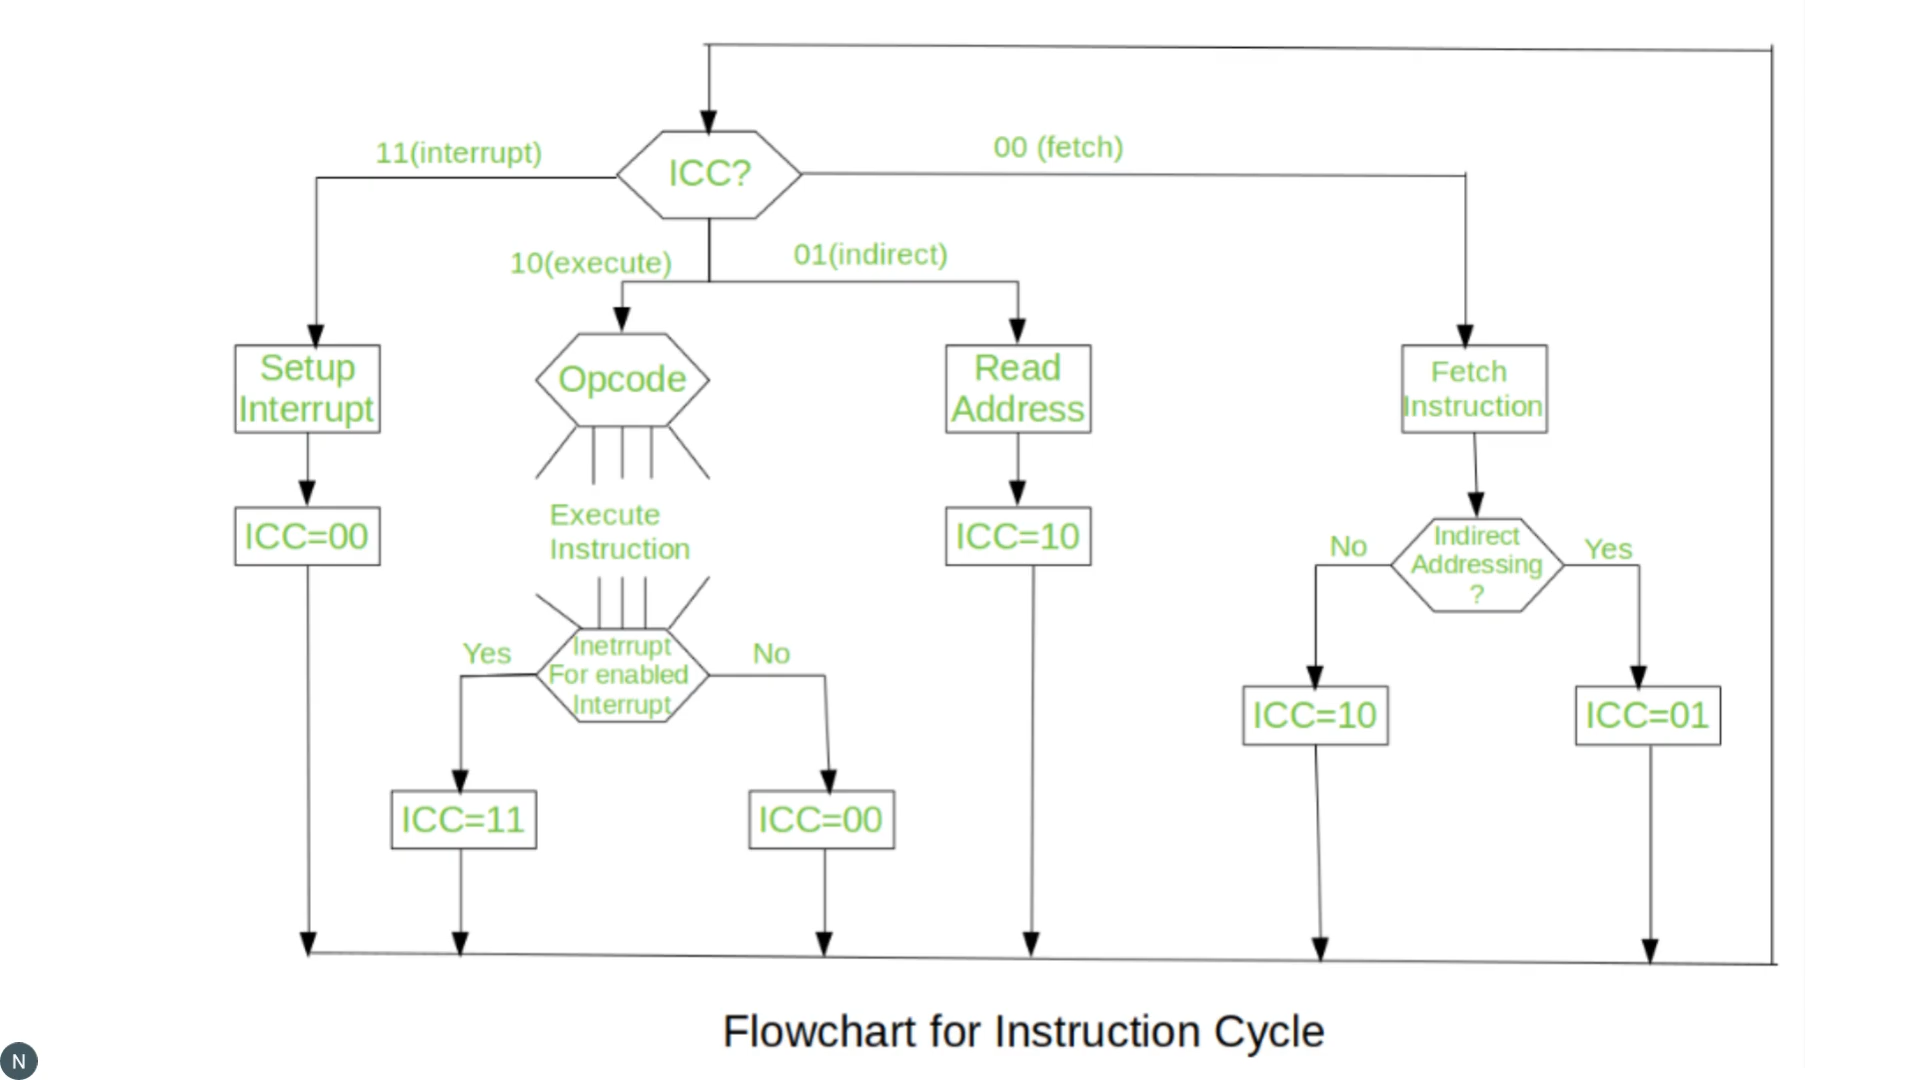 11(interrupt)
ICC?
00 (fetch)
10(execute)
01(indirect)
Setup
Interrupt
Opcode
Read
Address
Fetch
Instruction
ICC=00
Execute
Instruction
ICC=10
No
Indirect
Addressing
?
Yes
Yes
Inetrrupt
For enabled
Interrupt
No
ICC=10
ICC=01
ICC=11
ICC=00
Flowchart for Instruction Cycle
N